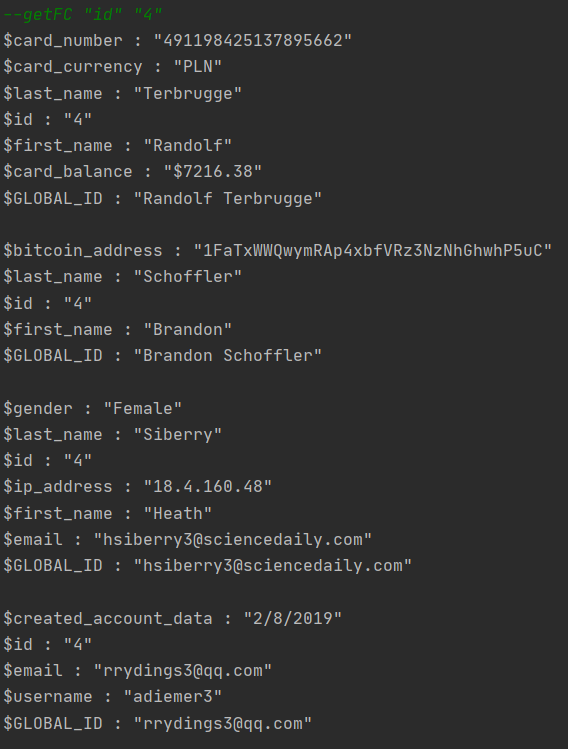 --getFC "id" "4"
$card_number : "491198425137895662"
$card_currency : "PLN"
$last_name : "Terbrugge"
$id : "4"
$first_name : "Randolf"
$card_balance : "$7216.38"
$GLOBAL_ID : "Randolf Terbrugge"
$bitcoin_address : "1FaTxWWQwymRAp4xbfVRz3NzNhGhwhP5uC"
$last_name : "Schoffler"
$id : "4"
$first_name : "Brandon"
$GLOBAL_ID : "Brandon Schoffler"
$gender : "Female"
$last_name : "Siberry"
$id : "4"
$ip_address : "18.4.160.48"
$first_name : "Heath"
$email : "hsiberry3@sciencedaily.com"
$GLOBAL_ID : "hsiberry3@sciencedaily.com"
$created_account_data : "2/8/2019"
$id : "4"
$email : "rrydings3@qq.com"
$username : "adiemer3"
$GLOBAL_ID : "rrydings3@qq.com"